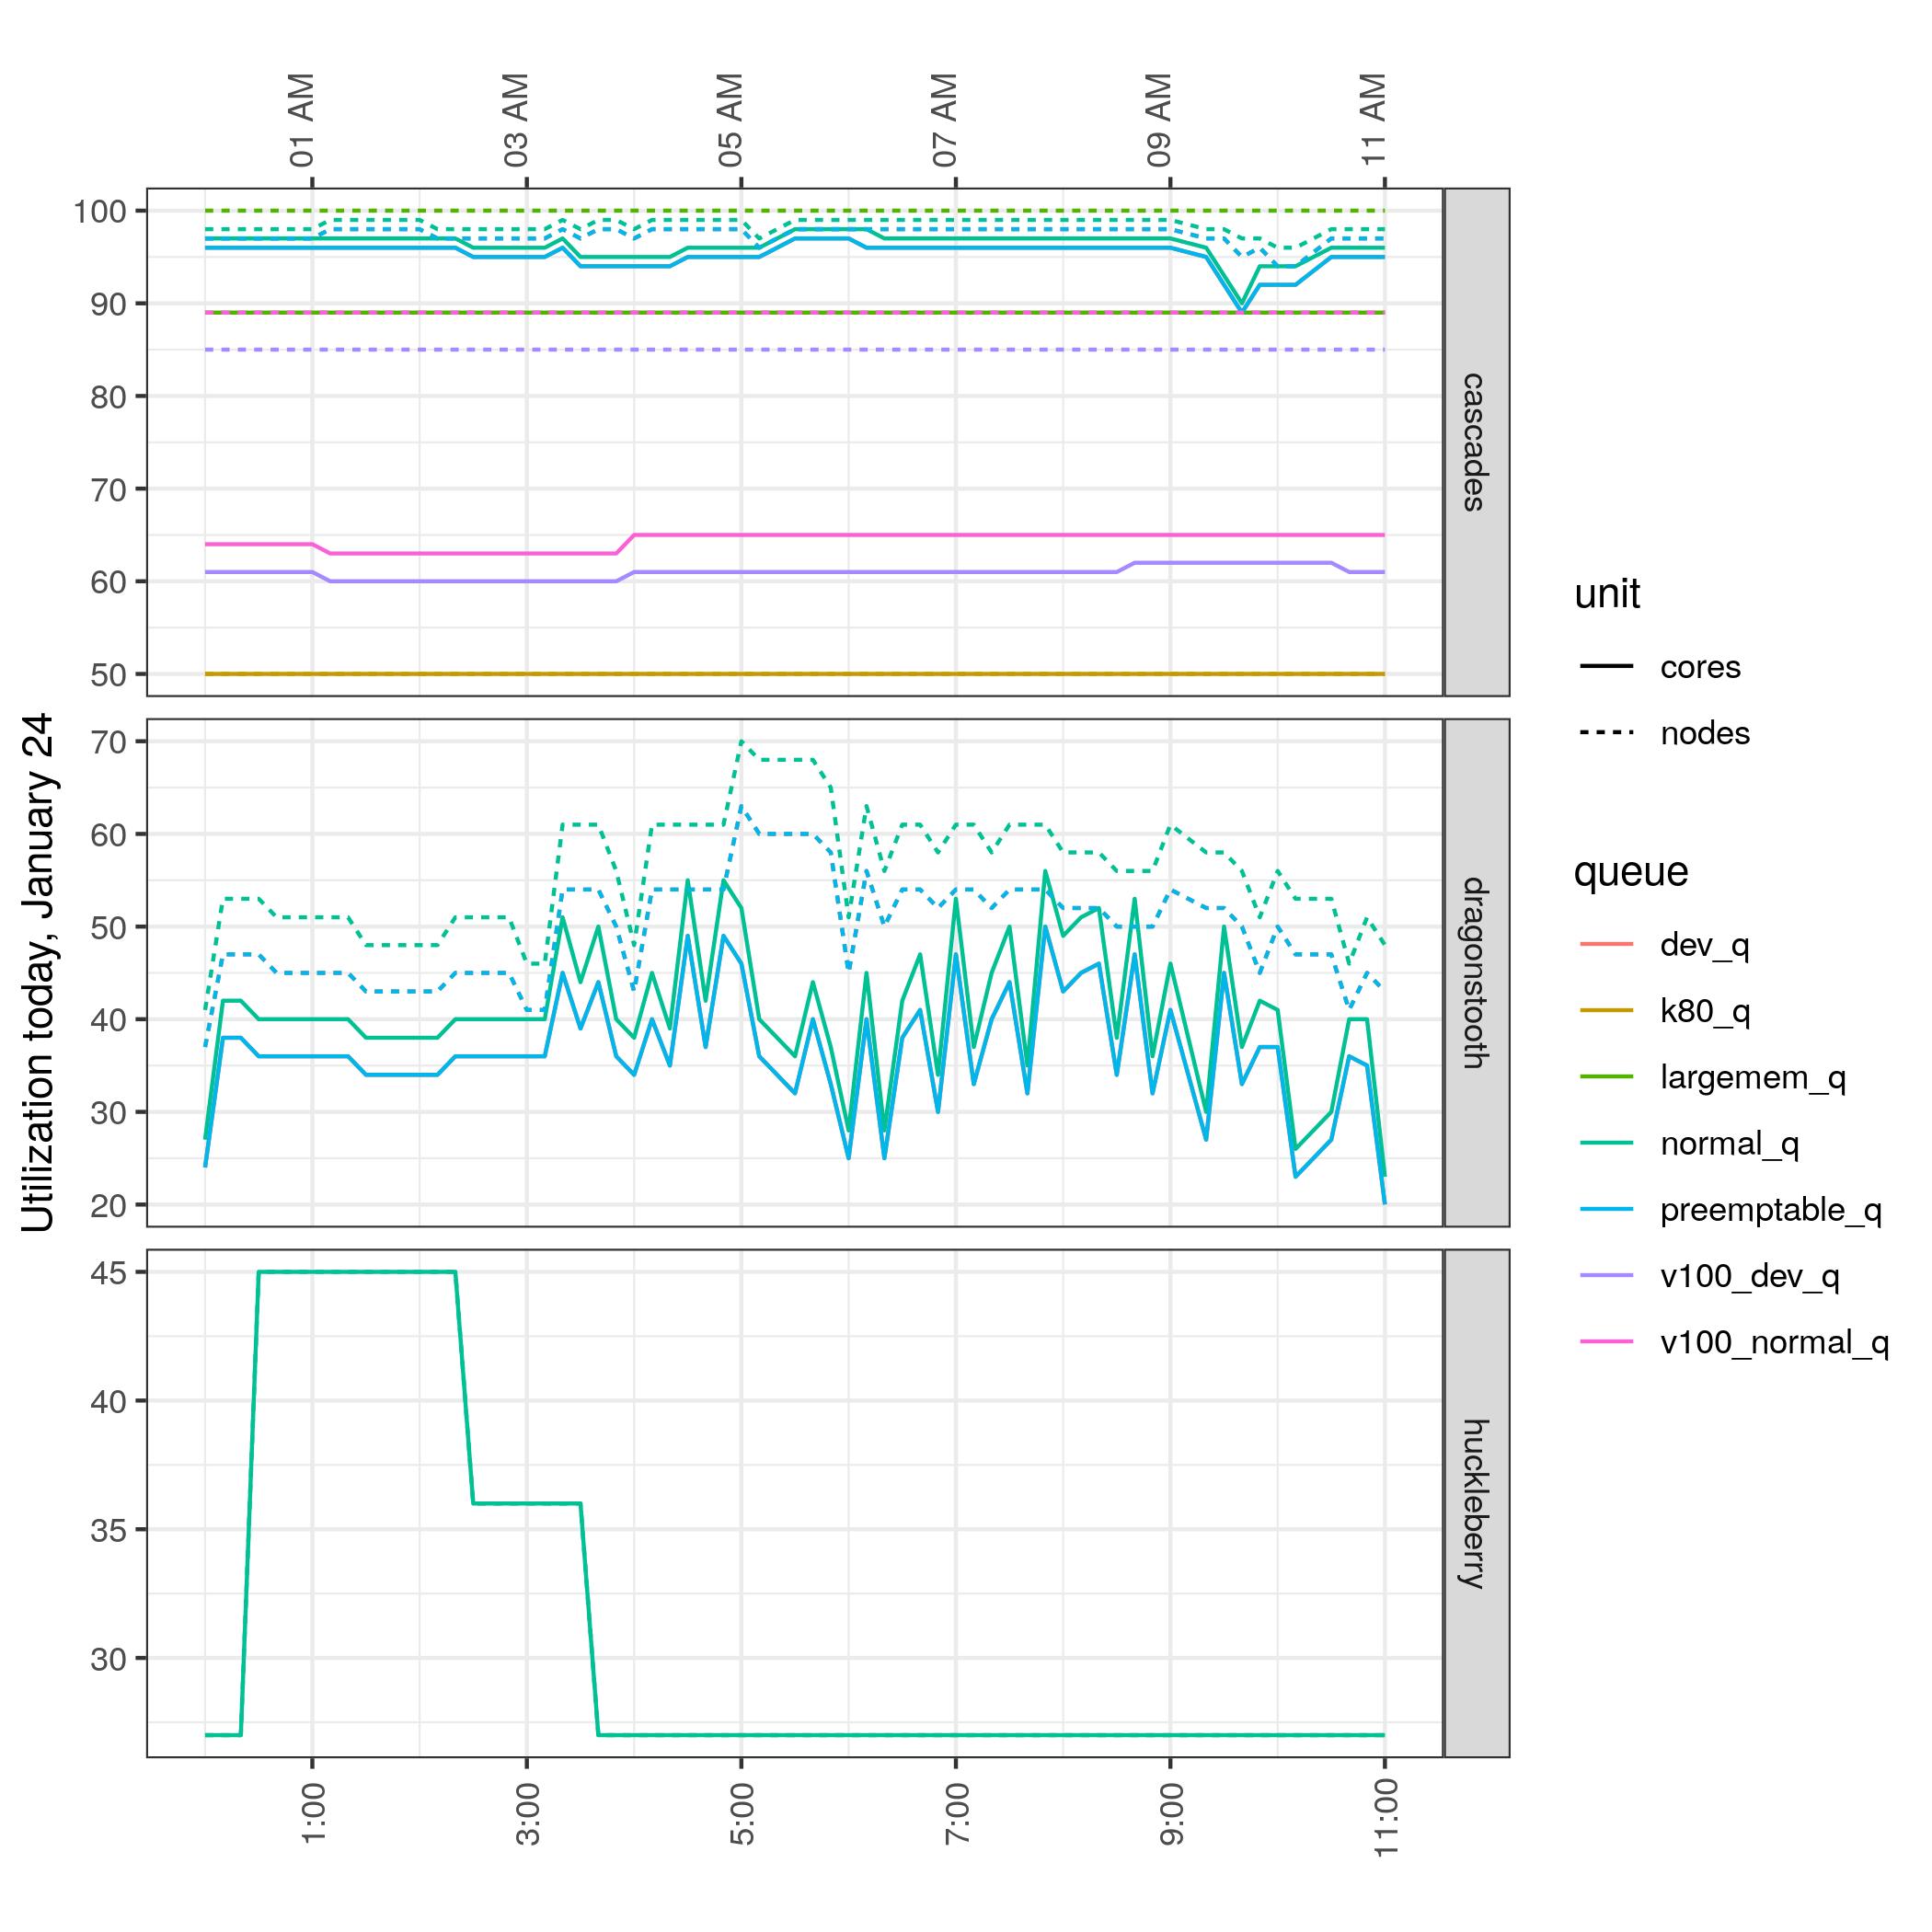 01 AM
03 AM
05 AM
07 AM
09 AM
11 AM
Utilization today, January 24
100
90
80
70
60
50
cascades
70
60
50
40
30
20
dragonstooth
45
40
35
30
huckleberry
1:00
3:00
5:00
7:00
9:00
11:00
unit
cores
nodes
queue
dev_q
k80_q
largemem_q
normal_q
preemptable_q
v100_dev_q
v100_normal_q